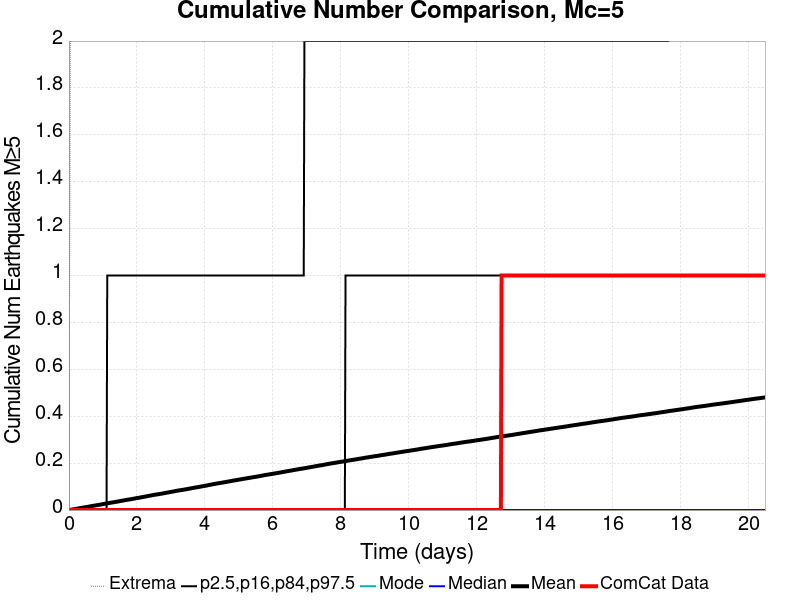 Cumulative Number Comparison, Mc=5
Cumulative Num Earthquakes M≥5
2
1.8
1.6
1.4
1.2
1
0.8
0.6
0.4
0.2
0
0 2 4 6 8 10 12 14 16 18 20
Time (days)
Extrema p2.5,p16,p84,p97.5 Mode Median Mean ComCat Data